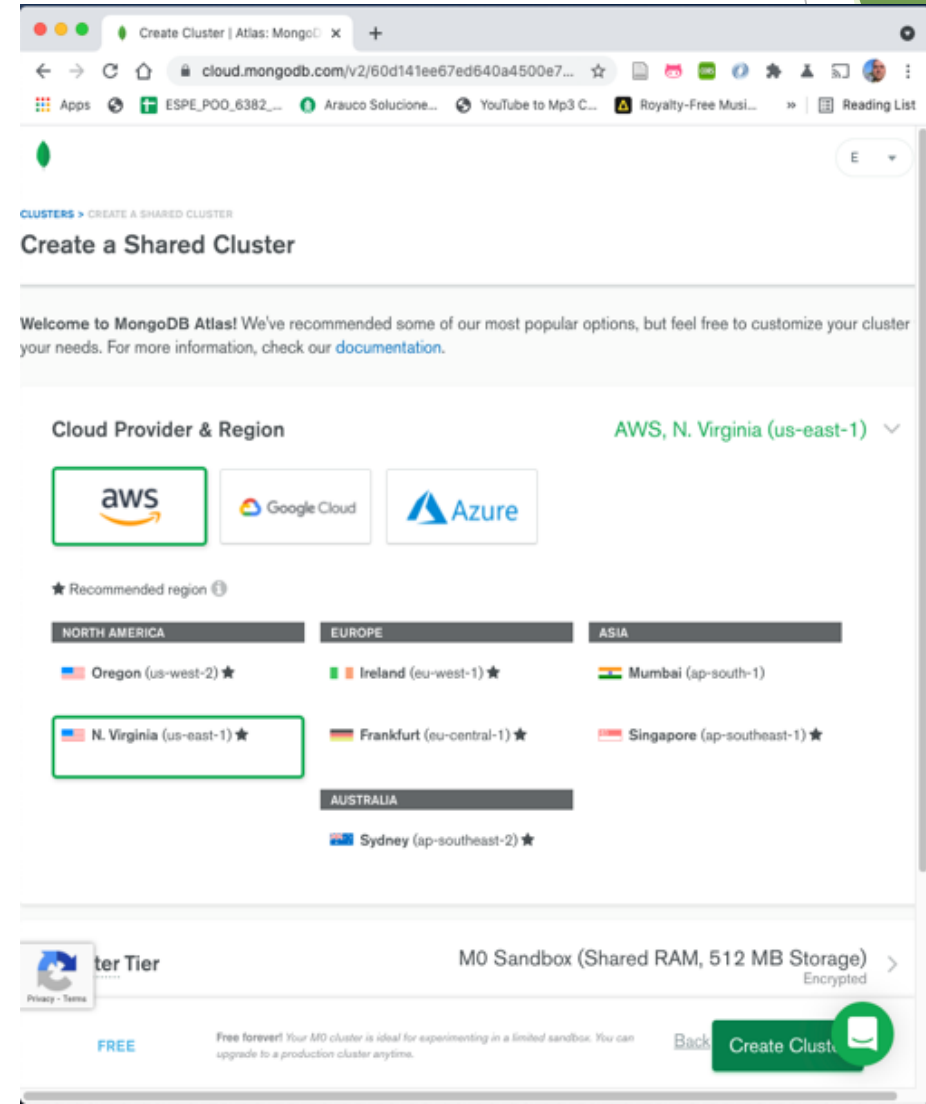 Create Cluster | Atlas: MongoD
cloud.mongodb.com/v2/60d141ee67ed640a4500e7...
Apps
ESPE_POO_6382_...
Arauco Solucione...
YouTube to Mp3 C...
Royalty-Free Musi...
»
Reading List
E
CLUSTERS > CREATE A SHARED CLUSTER
Create a Shared Cluster
Welcome to MongoDB Atlas! We've recommended some of our most popular options, but feel free to customize your cluster
your needs. For more information, check our documentation.
Cloud Provider & Region
AWS, N. Virginia (us-east-1)
aws
Google Cloud
Azure
★ Recommended region
NORTH AMERICA
EUROPE
ASIA
Oregon (us-west-2) ★
Ireland (eu-west-1) ★
Mumbai (ap-south-1)
N. Virginia (us-east-1) ★
Frankfurt (eu-central-1) ★
Singapore (ap-southeast-1) ★
AUSTRALIA
Sydney (ap-southeast-2) ★
ter Tier
M0 Sandbox (Shared RAM, 512 MB Storage)
Encrypted
Privacy - Terms
FREE
Free forever! Your M0 cluster is ideal for experimenting in a limited sandbox. You can
upgrade to a production cluster anytime.
Back
Create Clust